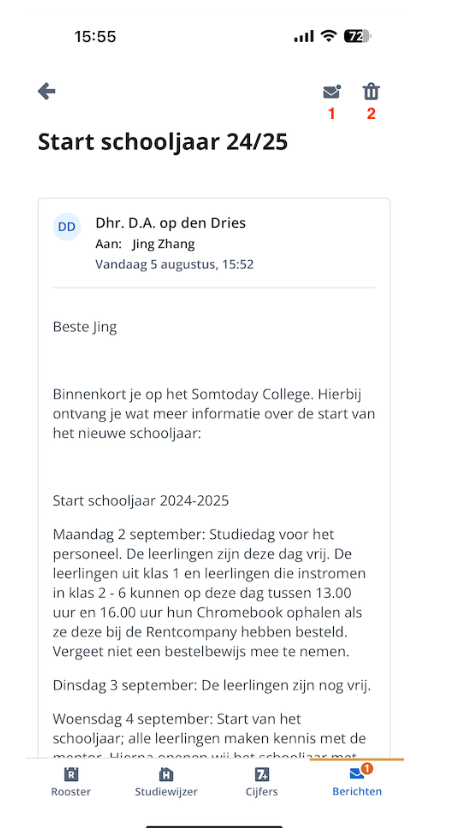 15:55
72
1
2
Start schooljaar 24/25
DD
Dhr. D.A. op den Dries
Aan: Jing Zhang
Vandaag 5 augustus, 15:52
Beste Jing
Binnenkort je op het Somtoday College. Hierbij
ontvang je wat meer informatie over de start van
het nieuwe schooljaar:
Start schooljaar 2024-2025
Maandag 2 september: Studiedag voor het
personeel. De leerlingen zijn deze dag vrij. De
leerlingen uit klas 1 en leerlingen die instromen
in klas 2 - 6 kunnen op deze dag tussen 13.00
uur en 16.00 uur hun Chromebook ophalen als
ze deze bij de Rentcompany hebben besteld.
Vergeet niet een bestelbewijs mee te nemen.
Dinsdag 3 september: De leerlingen zijn nog vrij.
Woensdag 4 september: Start van het
schooljaar; alle leerlingen maken kennis met de
mentor. Hierna openen wij het schooljaar met
R
H
7
1
Rooster
Studiewijzer
Cijfers
Berichten